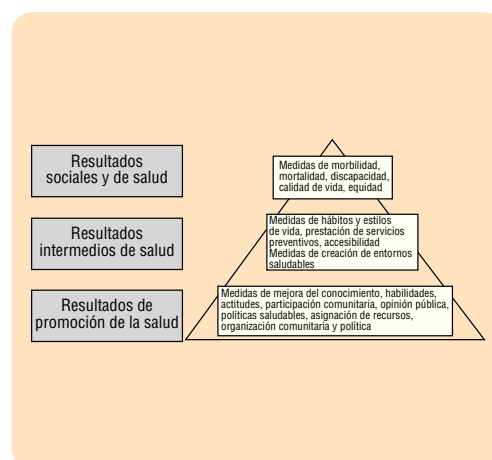 Resultados
sociales y de salud
Medidas de morbilidad,
mortalidad, discapacidad,
calidad de vida, equidad
Resultados
intermedios de salud
Medidas de hábitos y estilos
de vida, prestación de servicios
preventivos, accesibilidad
Medidas de creación de entornos
saludables
Resultados de
promoción de la salud
Medidas de mejora del conocimiento, habilidades,
actitudes, participación comunitaria, opinión pública,
políticas saludables, asignación de recursos,
organización comunitaria y política